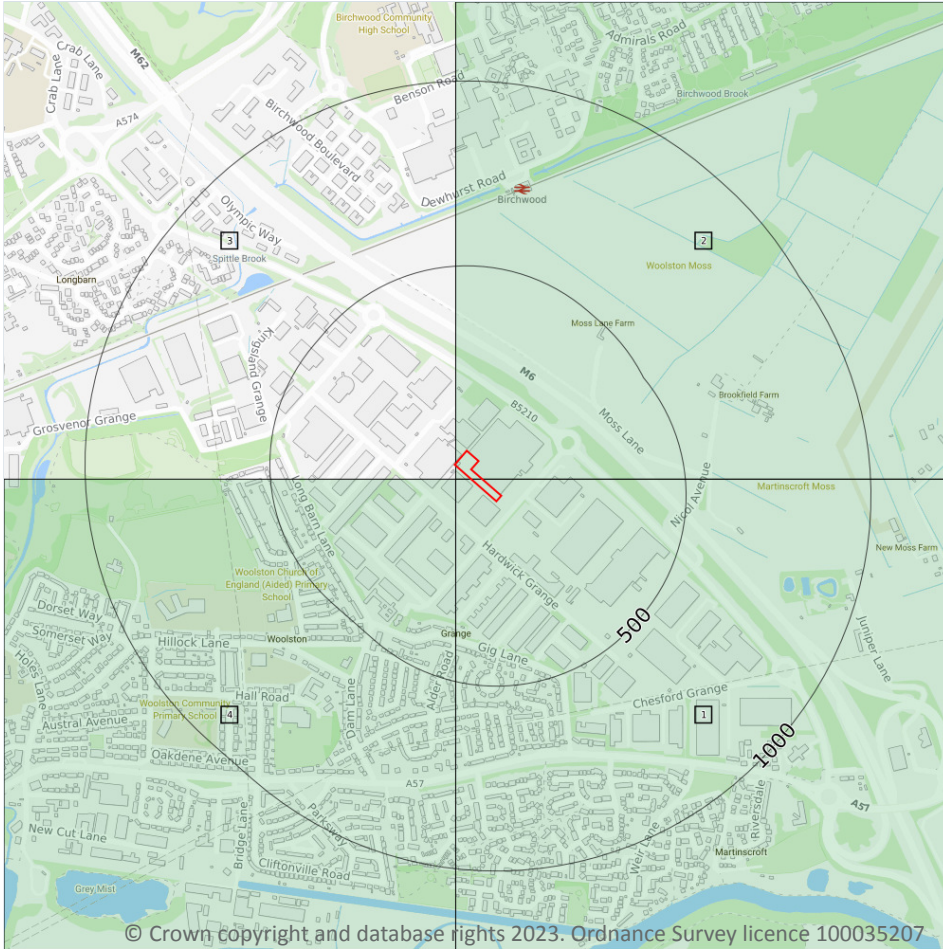 Birchwood Community
High School
Admirals Road
Crab Lane
Crab Lane
M62
Benson Road
Birchwood Brook
A574
Birchwood Boulevard
Dewhurst Road
Birchwood
Olympic Way
3
2
Spittle Brook
Woolston Moss
Longbarn
Moss Lane Farm
Kingsland Grange
M6
Brookfield Farm
B5210
Moss Lane
Grosvenor Grange
Nicol Avenue
Martinscroft Moss
Long Barn Lane
New Moss Farm
Hardwick Grange
Woolston Church of
England (Aided) Primary
School
Dorset Way
Somerset Way
500
Juniper Lane
Hillock Lane
Woolston
Grange
Gig Lane
Holes Lane
Alder Road
Hall Road
Chesford Grange
Woolston Community
Primary School
4
1
Dam Lane
Austral Avenue
1000
Oakdene Avenue
A57
A57
Riversdale
Parksway
New Cut Lane
Bridge Lane
Weir Lane
Martinscroft
Cliftonville Road
Grey Mist
© Crown copyright and database rights 2023. Ordnance Survey licence 100035207